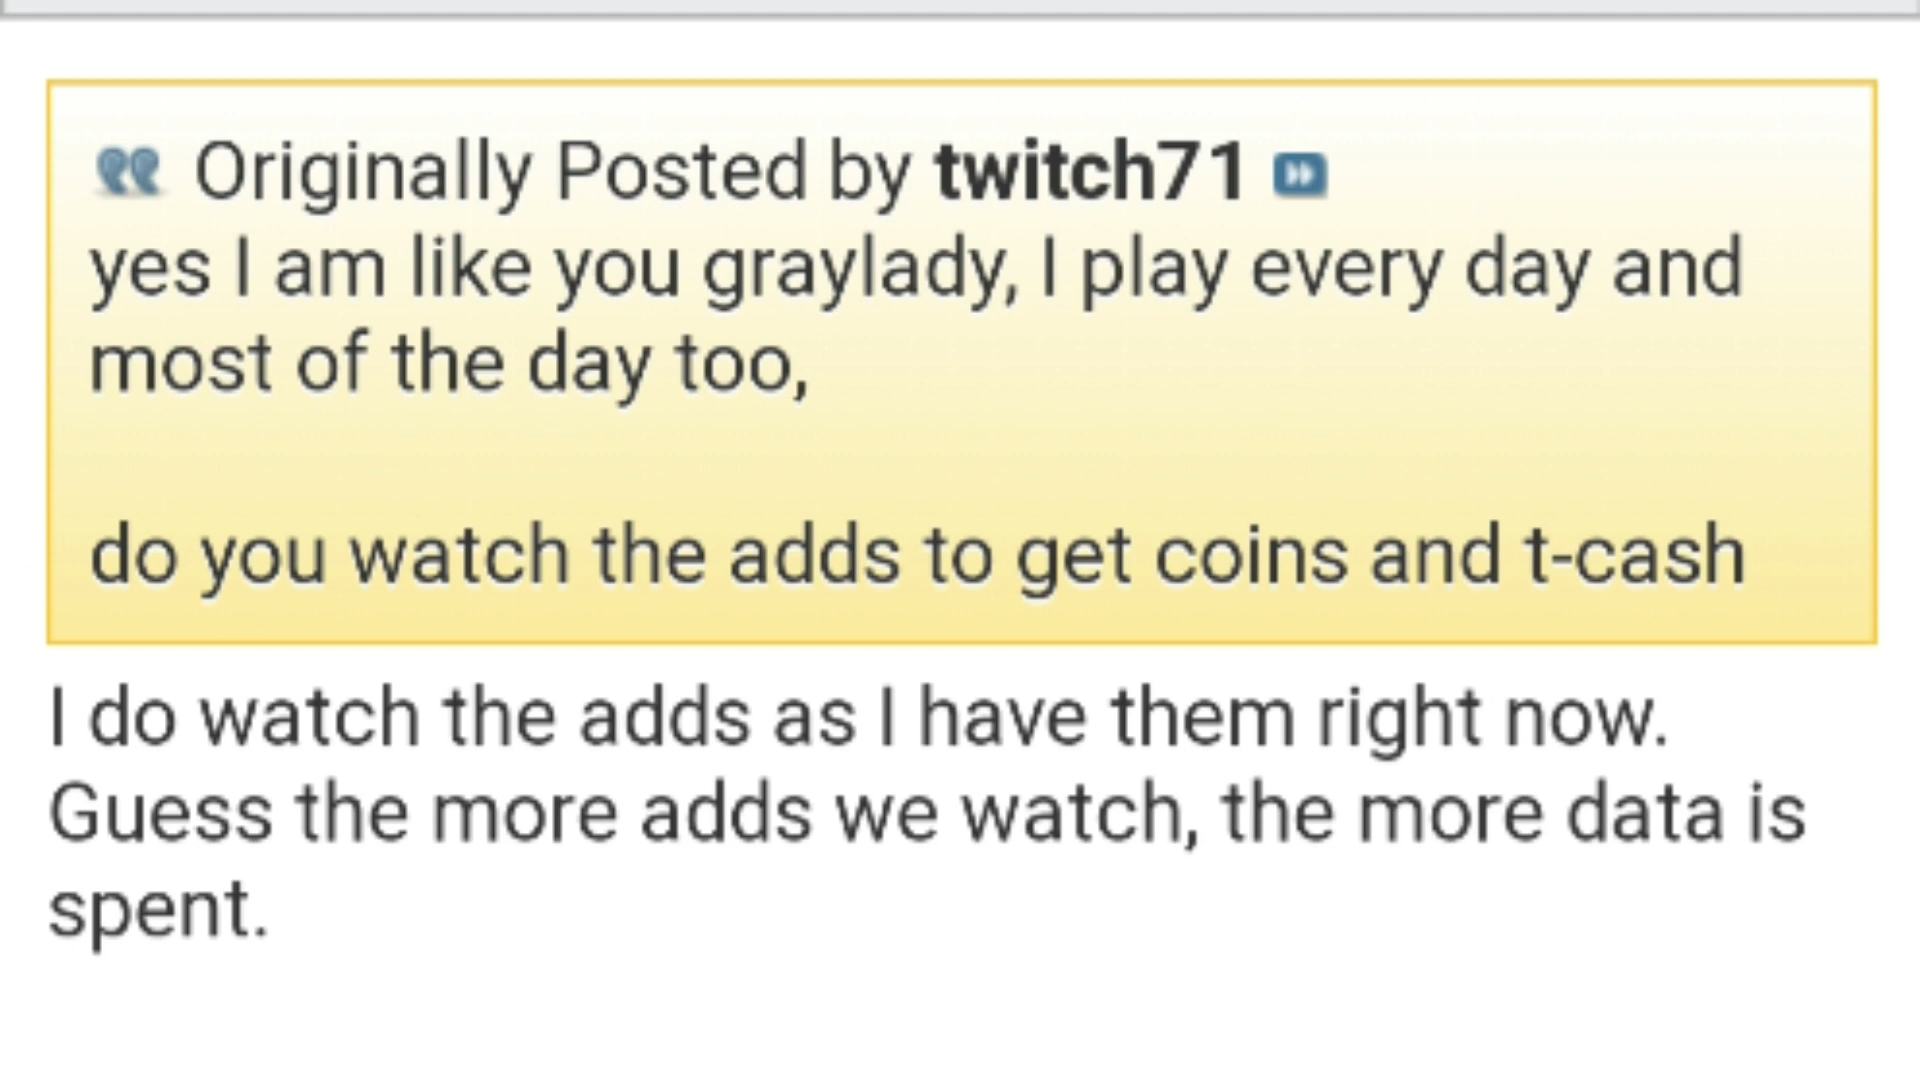 Originally Posted by twitch71
yes I am like you graylady, I play every day and
most of the day too,
do you watch the adds to get coins and t-cash
I do watch the adds as I have them right now.
Guess the more adds we watch, the more data is
spent.